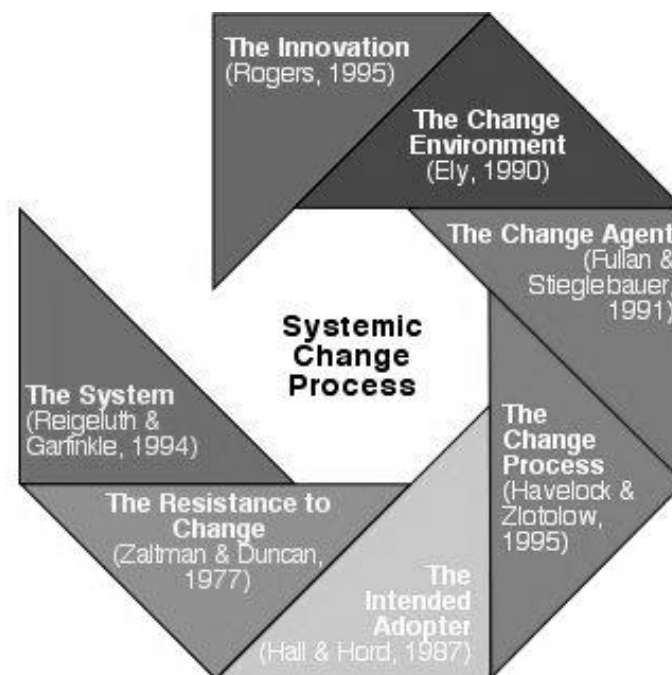 The Innovation
(Rogers, 1995)
The Change
Environment
(Ely, 1990)
The Change Agent
(Fullan &
Stieglebauer,
1991)
Systemic
Change
Process
The
Change
Process
(Havelock &
Zlotolow,
1995)
The
Intended
Adopter
(Hall & Hord, 1987)
The Resistance to
Change
(Zaltman & Duncan,
1977)
The System
(Reigeluth &
Garfinkle, 1994)